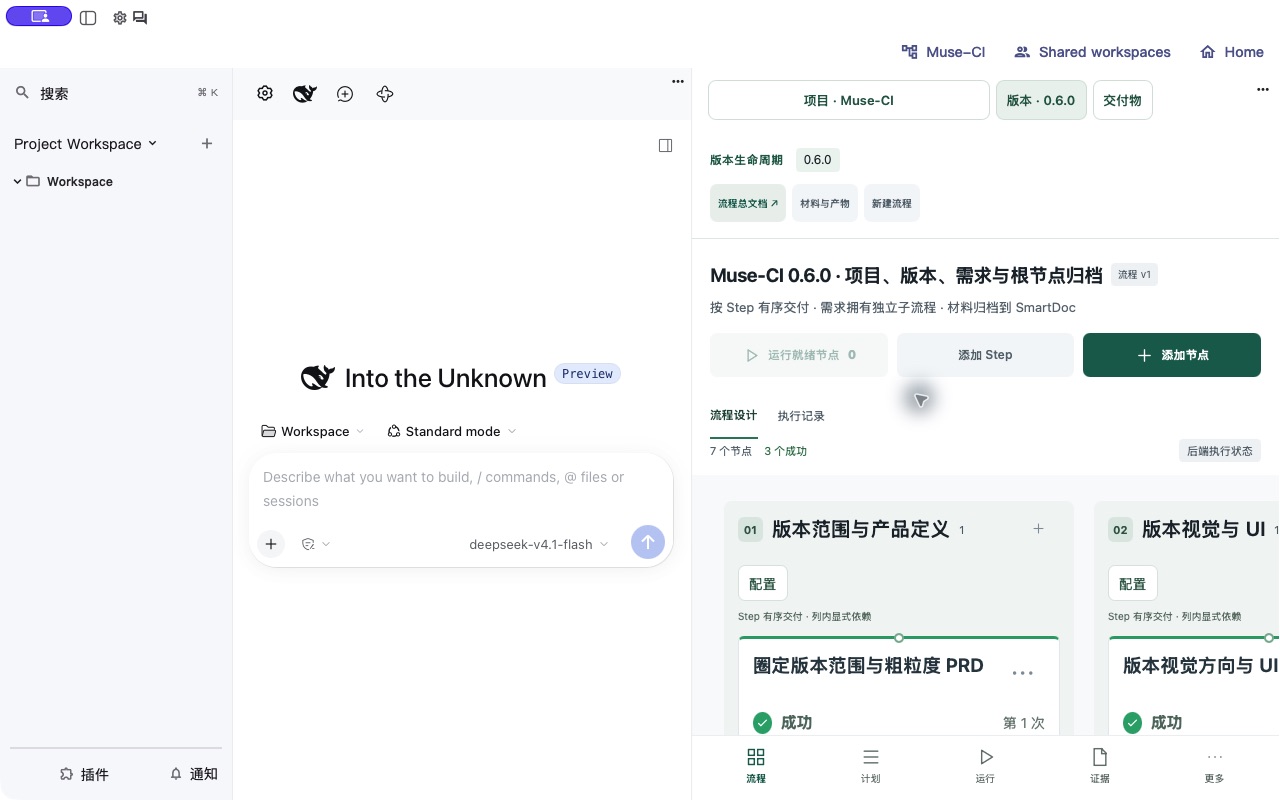 Muse-CI
Shared workspaces
Home
搜索
⌘ K
Project Workspace
Workspace
插件
通知
Into the Unknown
Preview
Workspace
Standard mode
Describe what you want to build, / commands, @ files or
sessions
deepseek-v4.1-flash
项目 · Muse-CI
版本 · 0.6.0
交付物
版本生命周期
0.6.0
流程总文档 ↗
材料与产物
新建流程
Muse-CI 0.6.0 · 项目、版本、需求与根节点归档
流程 v1
按 Step 有序交付 · 需求拥有独立子流程 · 材料归档到 SmartDoc
运行就绪节点 0
添加 Step
添加节点
流程设计
执行记录
7 个节点
3 个成功
后端执行状态
01
版本范围与产品定义
1
配置
Step 有序交付 · 列内显式依赖
圈定版本范围与粗粒度 PRD
成功
第 1 次
02
版本视觉与 UI
1
配置
Step 有序交付 · 列内显式依赖
版本视觉方向与 UI
成功
流程
计划
运行
证据
更多